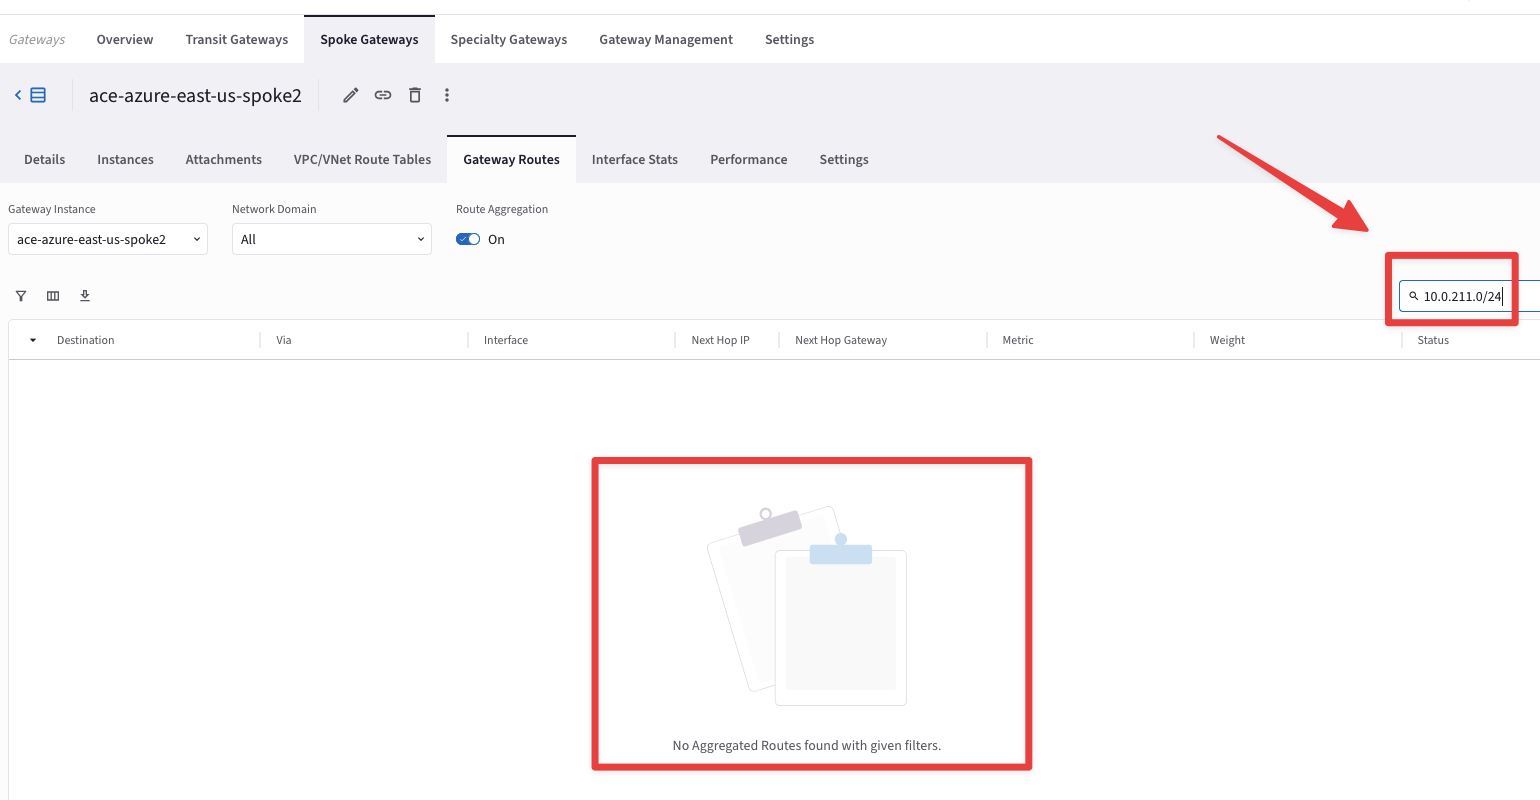 Gateways Overview Transit Gateways Spoke Gateways Specialty Gateways Gateway Management Settings
ace-azure-east-us-spoke2
Details Instances Attachments VPC/VNet Route Tables Gateway Routes Interface Stats Performance Settings
Gateway Instance Network Domain Route Aggregation
ace-azure-east-us-spoke2 All On
10.0.211.0/24
Destination Via Interface Next Hop IP Next Hop Gateway Metric Weight Status
No Aggregated Routes found with given filters.